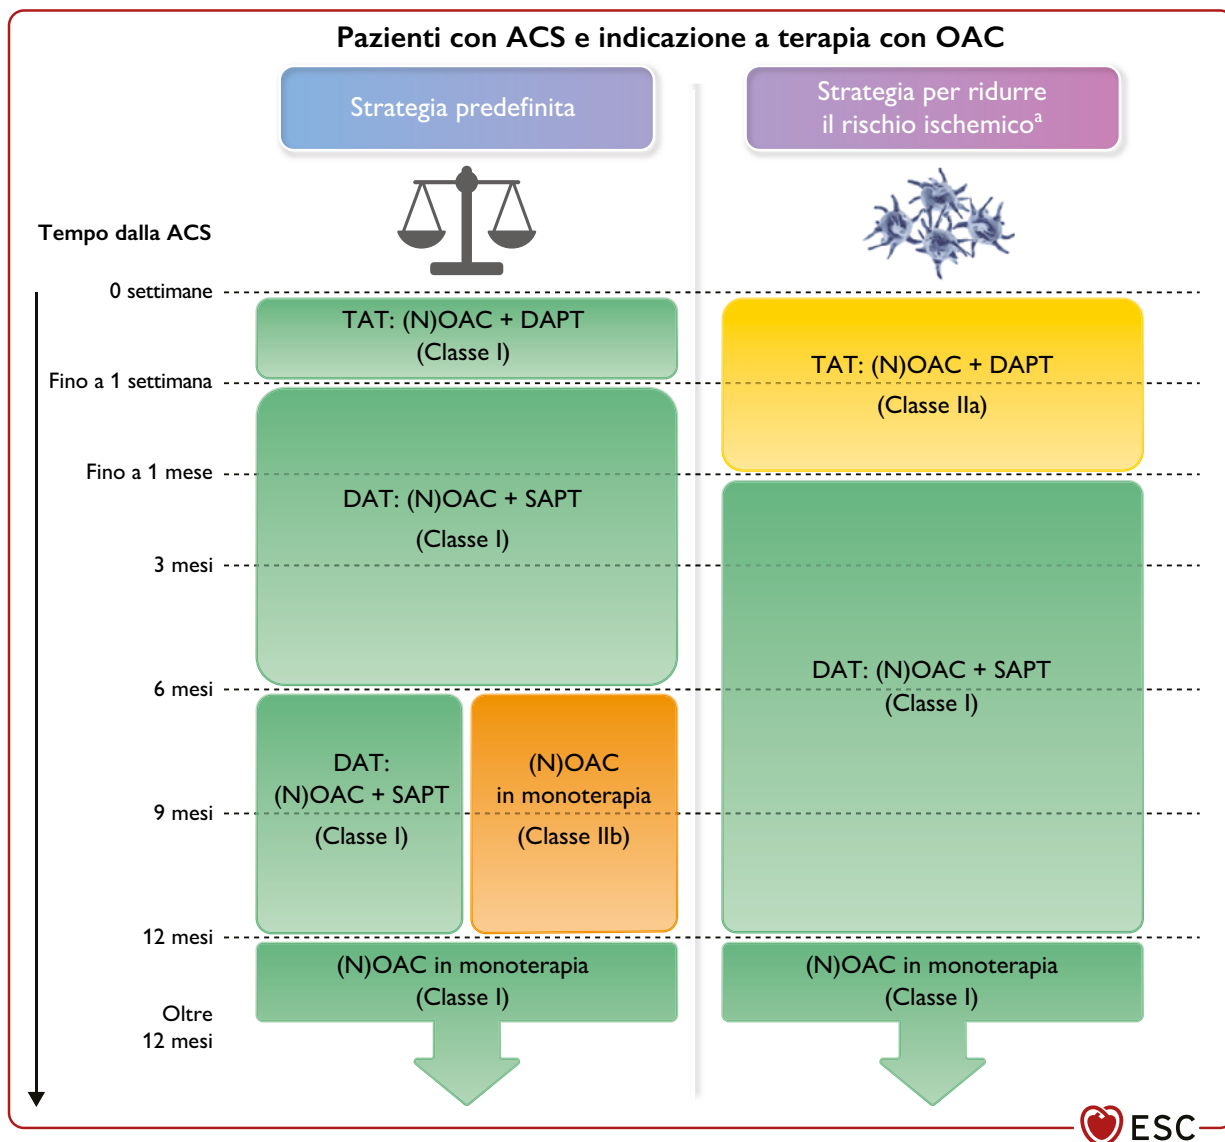 Pazienti con ACS e indicazione a terapia con OAC
Strategia predefinita
Strategia per ridurre
il rischio ischemicoᵃ
Tempo dalla ACS
0 settimane
TAT: (N)OAC + DAPT
(Classe I)
TAT: (N)OAC + DAPT
(Classe IIa)
Fino a 1 settimana
Fino a 1 mese
DAT: (N)OAC + SAPT
(Classe I)
3 mesi
DAT: (N)OAC + SAPT
(Classe I)
6 mesi
DAT:
(N)OAC + SAPT
(Classe I)
(N)OAC
in monoterapia
(Classe IIb)
9 mesi
12 mesi
(N)OAC in monoterapia
(Classe I)
(N)OAC in monoterapia
(Classe I)
Oltre
12 mesi
ESC